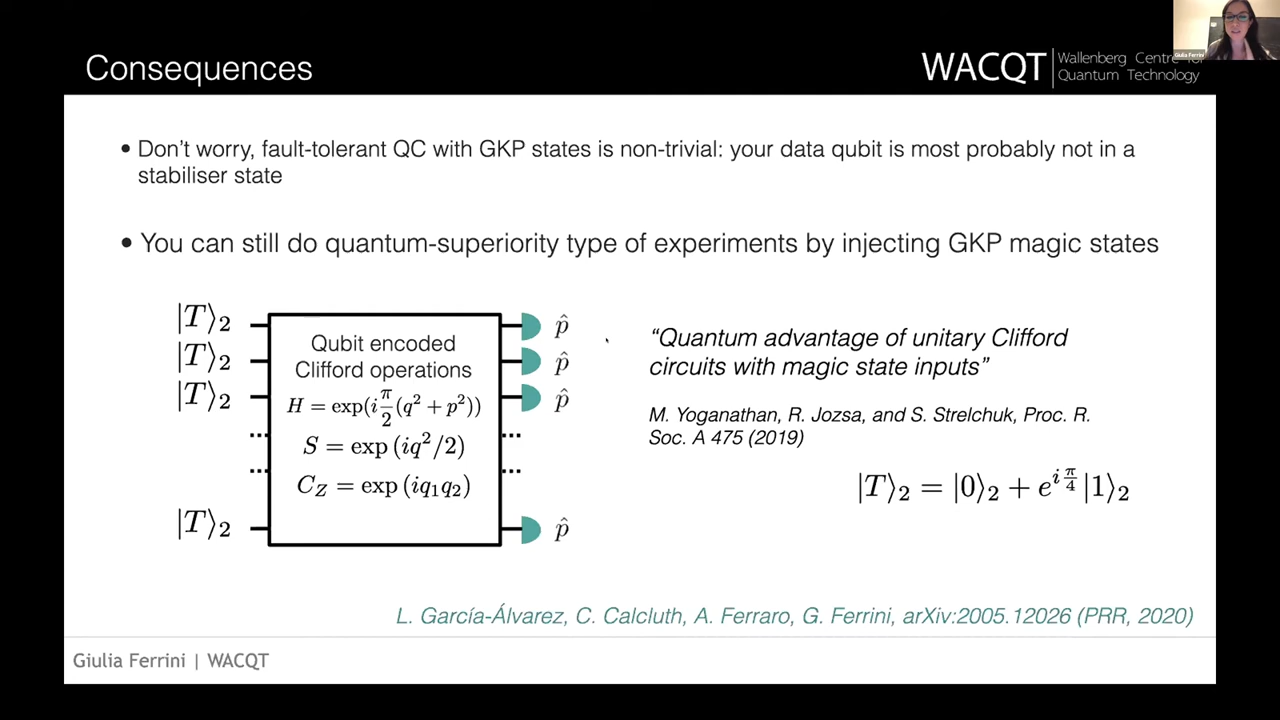 Consequences
WACQT
Wallenberg Centre for
Quantum Technology
Giulia Ferrini
• Don't worry, fault-tolerant QC with GKP states is non-trivial: your data qubit is most probably not in a
stabiliser state
• You can still do quantum-superiority type of experiments by injecting GKP magic states
|T⟩₂
|T⟩₂
|T⟩₂
...
...
|T⟩₂
Qubit encoded
Clifford operations
H = exp(i π/2 (q² + p²))
S = exp (iq²/2)
C_Z = exp (iq₁q₂)
p̂
p̂
p̂
...
...
p̂
“Quantum advantage of unitary Clifford
circuits with magic state inputs”
M. Yoganathan, R. Jozsa, and S. Strelchuk, Proc. R.
Soc. A 475 (2019)
|T⟩₂ = |0⟩₂ + e^{i π/4}|1⟩₂
L. García-Álvarez, C. Calcluth, A. Ferraro, G. Ferrini, arXiv:2005.12026 (PRR, 2020)
Giulia Ferrini | WACQT